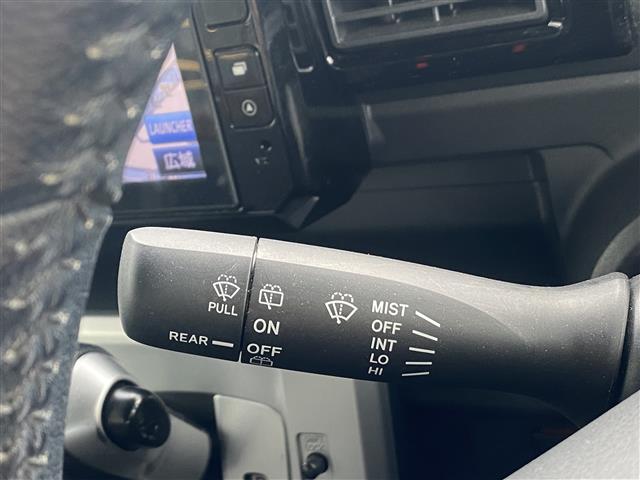 LAUNCHER
広域
PULL
REAR
ON
OFF
MIST
OFF
INT
LO
HI